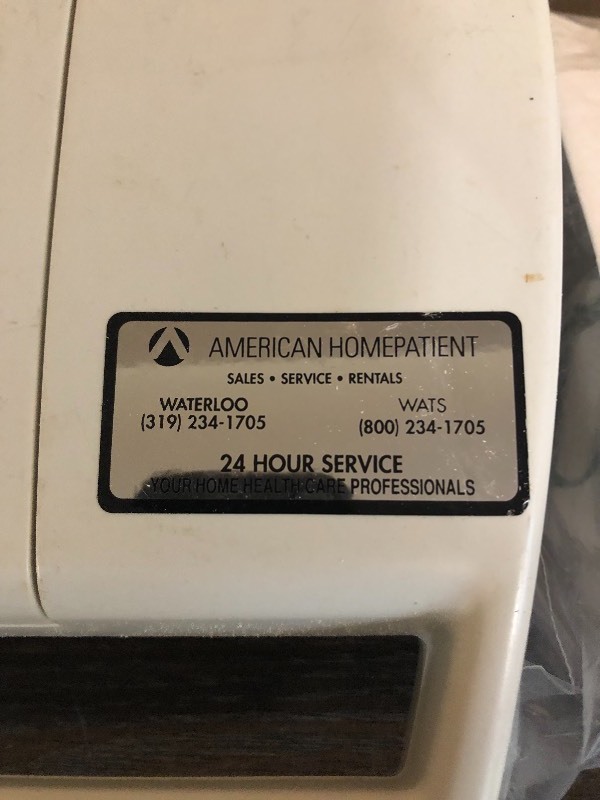 AMERICAN HOMEPATIENT
SALES • SERVICE • RENTALS
WATERLOO WATS
(319) 234-1705 (800) 234-1705
24 HOUR SERVICE
YOUR HOME HEALTH CARE PROFESSIONALS